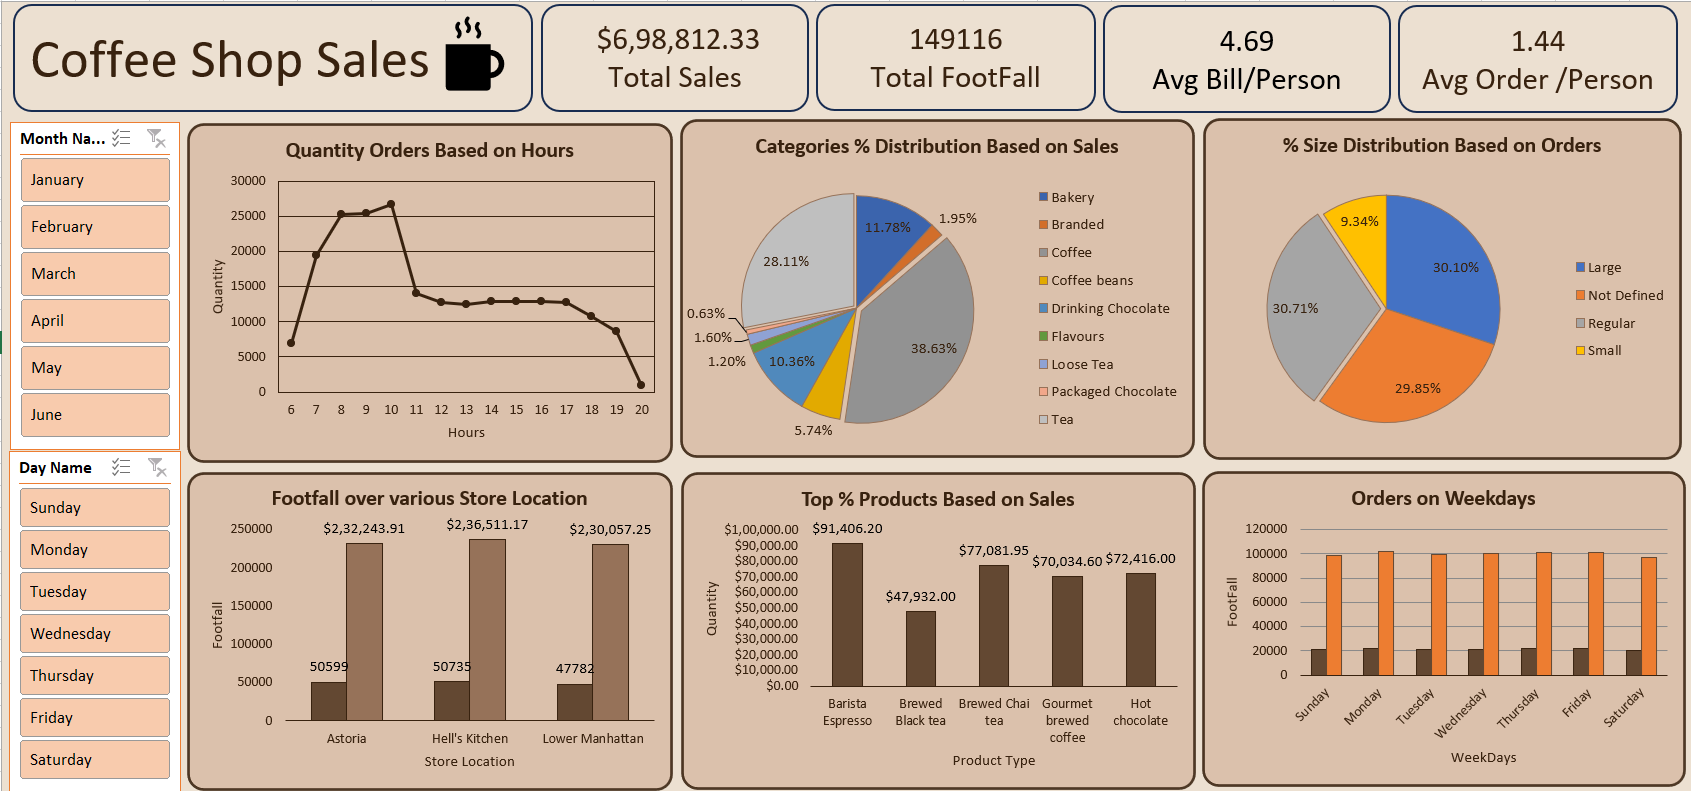 Coffee Shop Sales
$6,98,812.33
Total Sales
149116
Total FootFall
4.69
Avg Bill/Person
1.44
Avg Order /Person
Month Na...
January
February
March
April
May
June
Day Name
Sunday
Monday
Tuesday
Wednesday
Thursday
Friday
Saturday
Quantity Orders Based on Hours
Quantity
30000
25000
20000
15000
10000
5000
0
6 7 8 9 10 11 12 13 14 15 16 17 18 19 20
Hours
Categories % Distribution Based on Sales
11.78%
1.95%
38.63%
5.74%
10.36%
1.20%
1.60%
0.63%
28.11%
Bakery
Branded
Coffee
Coffee beans
Drinking Chocolate
Flavours
Loose Tea
Packaged Chocolate
Tea
% Size Distribution Based on Orders
30.10%
29.85%
30.71%
9.34%
Large
Not Defined
Regular
Small
Footfall over various Store Location
Footfall
250000
200000
150000
100000
50000
0
$2,32,243.91 $2,36,511.17 $2,30,057.25
50599 50735 47782
Astoria Hell's Kitchen Lower Manhattan
Store Location
Top % Products Based on Sales
Quantity
$1,00,000.00
$90,000.00
$80,000.00
$70,000.00
$60,000.00
$50,000.00
$40,000.00
$30,000.00
$20,000.00
$10,000.00
$0.00
$91,406.20
$47,932.00
$77,081.95
$70,034.60
$72,416.00
Barista
Espresso
Brewed
Black tea
Brewed Chai
tea
Gourmet
brewed
coffee
Hot
chocolate
Product Type
Orders on Weekdays
FootFall
120000
100000
80000
60000
40000
20000
0
Sunday
Monday
Tuesday
Wednesday
Thursday
Friday
Saturday
WeekDays